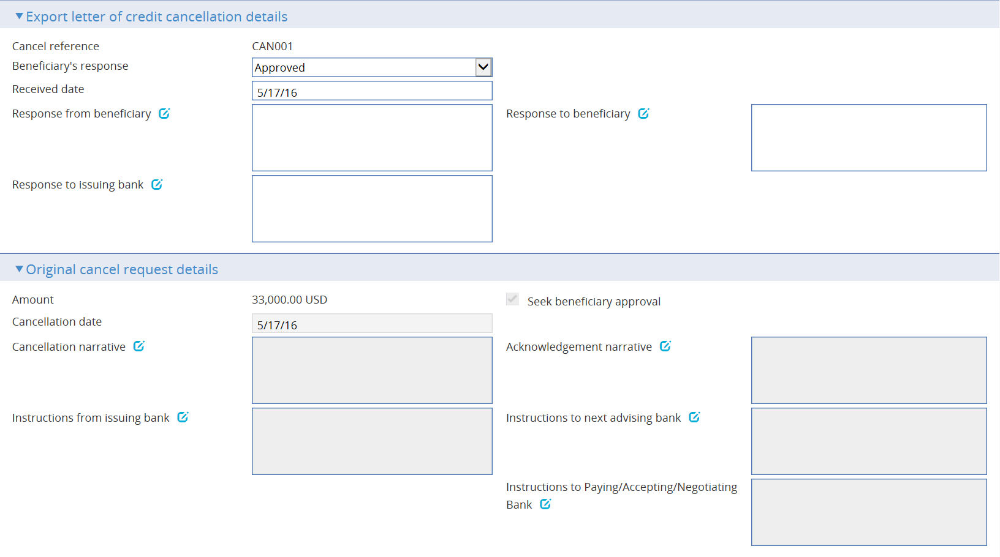 Export letter of credit cancellation details
Cancel reference CAN001
Beneficiary's response Approved
Received date 5/17/16
Response from beneficiary Response to beneficiary
Response to issuing bank
Original cancel request details
Amount 33,000.00 USD Seek beneficiary approval
Cancellation date 5/17/16
Cancellation narrative Acknowledgement narrative
Instructions from issuing bank Instructions to next advising bank
Instructions to Paying/Accepting/Negotiating
Bank